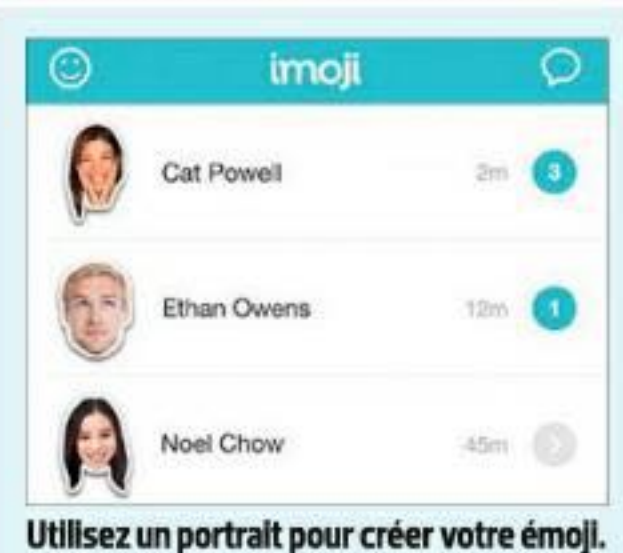 imoji
Cat Powell 2m 3
Ethan Owens 12m 1
Noel Chow 45m
Utilisez un portrait pour créer votre émoji.